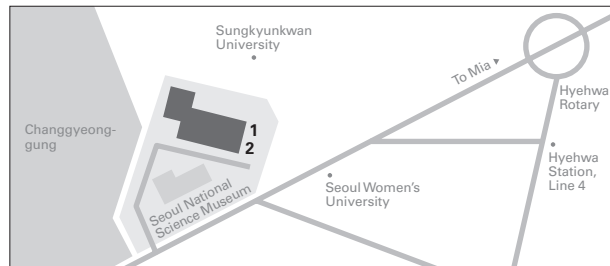 Sungkyunkwan
University
To Mia
Hyehwa
Rotary
Changgyeong-
gung
1
2
Hyehwa
Station,
Line 4
Seoul National
Science Museum
Seoul Women's
University